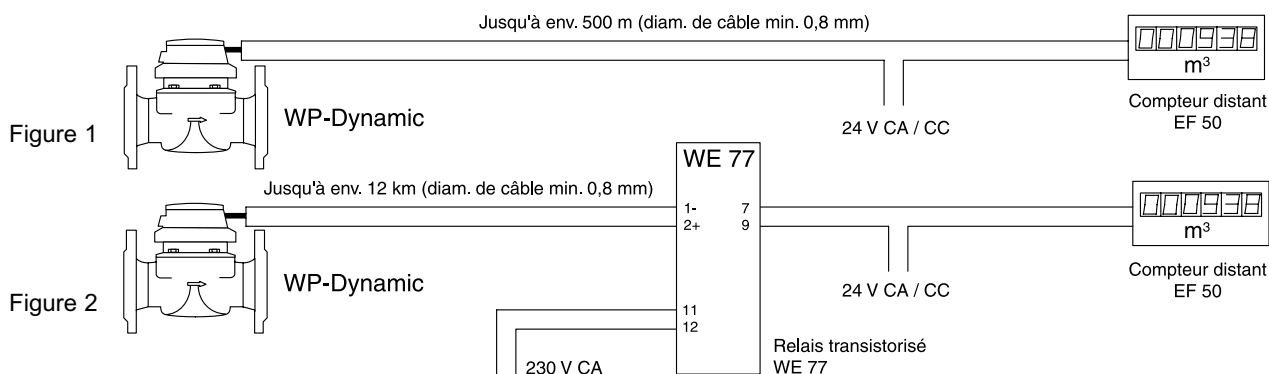 Jusqu'à env. 500 m (diam. de câble min. 0,8 mm)
000938
m³
Compteur distant
EF 50
24 V CA / CC
WP-Dynamic
Figure 1
WE 77
Jusqu'à env. 12 km (diam. de câble min. 0,8 mm)
1-
2+
7
9
000938
m³
Compteur distant
EF 50
24 V CA / CC
WP-Dynamic
Figure 2
11
12
230 V CA
Relais transistorisé
WE 77